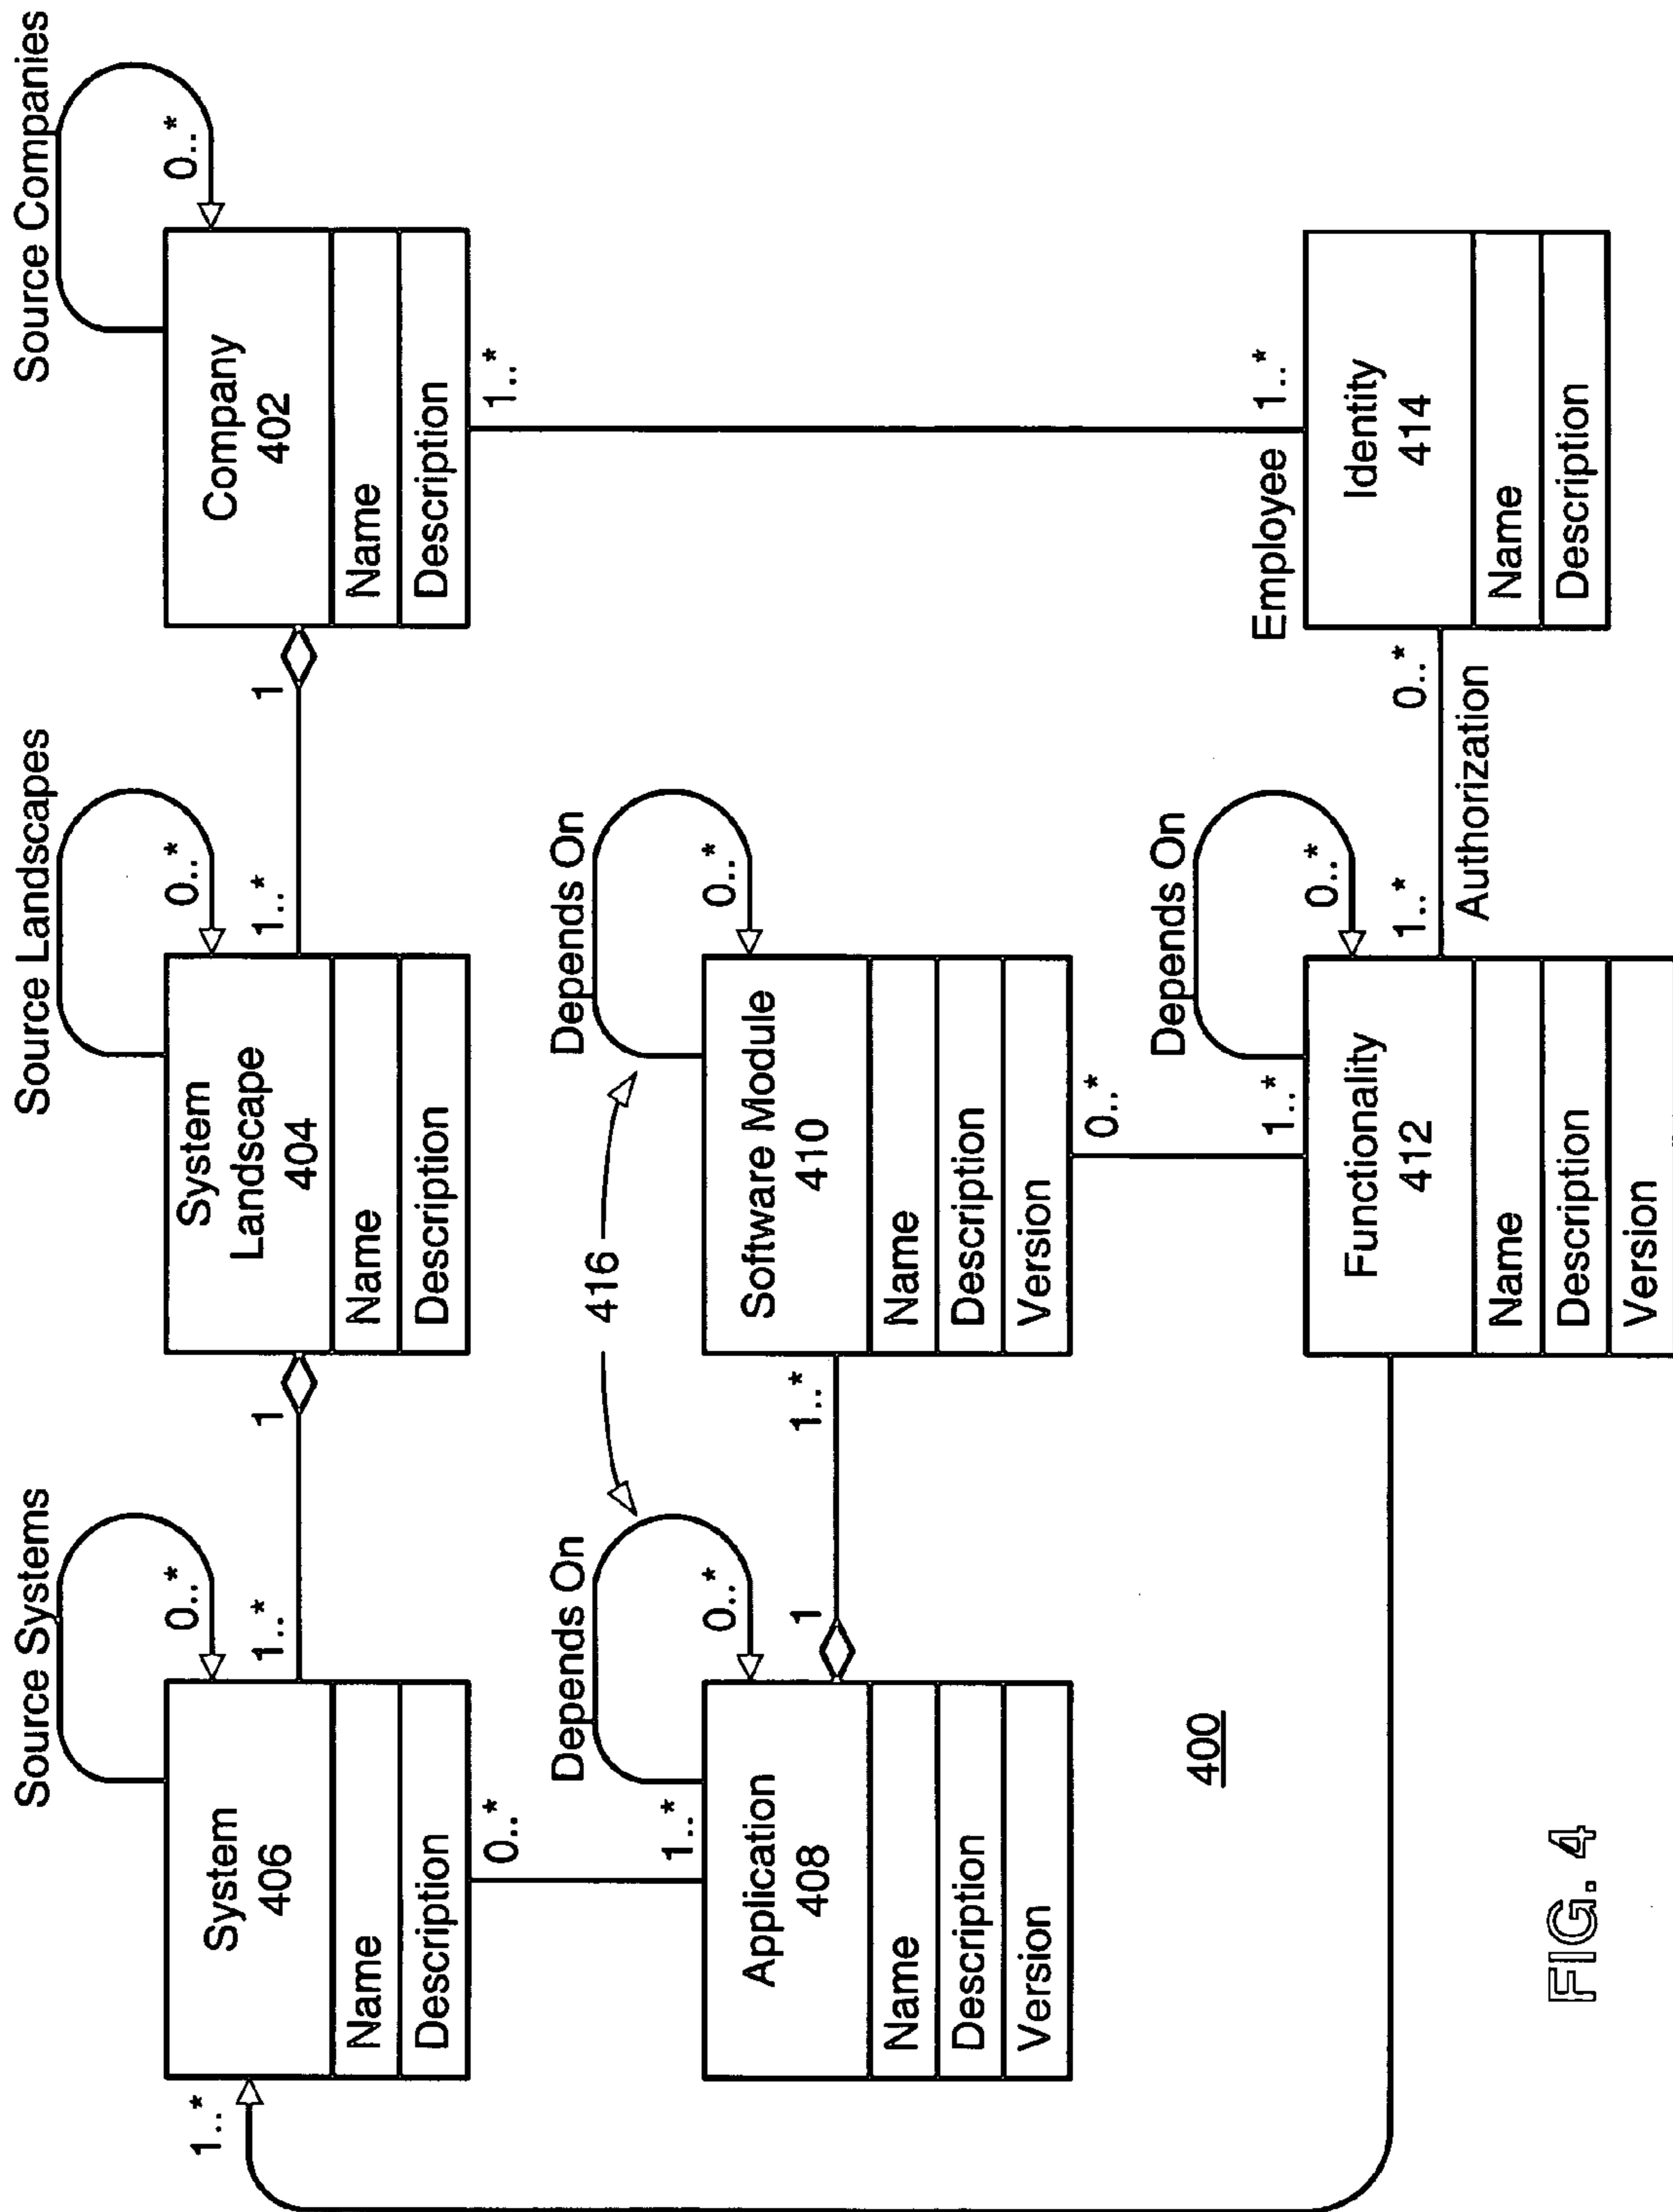 Source Systems
0..*
System
406
Name
Description
1..*
1
Source Landscapes
0..*
System
Landscape
404
Name
Description
1..*
1
Source Companies
0..*
Company
402
Name
Description
1..*
0..*
1..*
416
Depends On
0..*
Application
408
Name
Description
Version
1
1..*
Depends On
0..*
Software Module
410
Name
Description
Version
0..*
1..*
1..*
Depends On
0..*
Functionality
412
Name
Description
Version
1..*
Authorization
0..*
Employee
1..*
Identity
414
Name
Description
400
FIG. 4